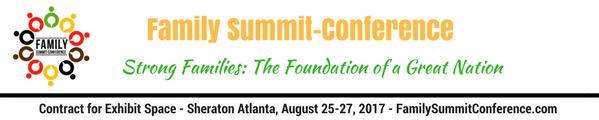 Family Summit-Conference
FAMILY
SUMMIT-CONFERENCE
Strong Families: The Foundation of a Great Nation
Contract for Exhibit Space - Sheraton Atlanta, August 25-27, 2017 - FamilySummitConference.com